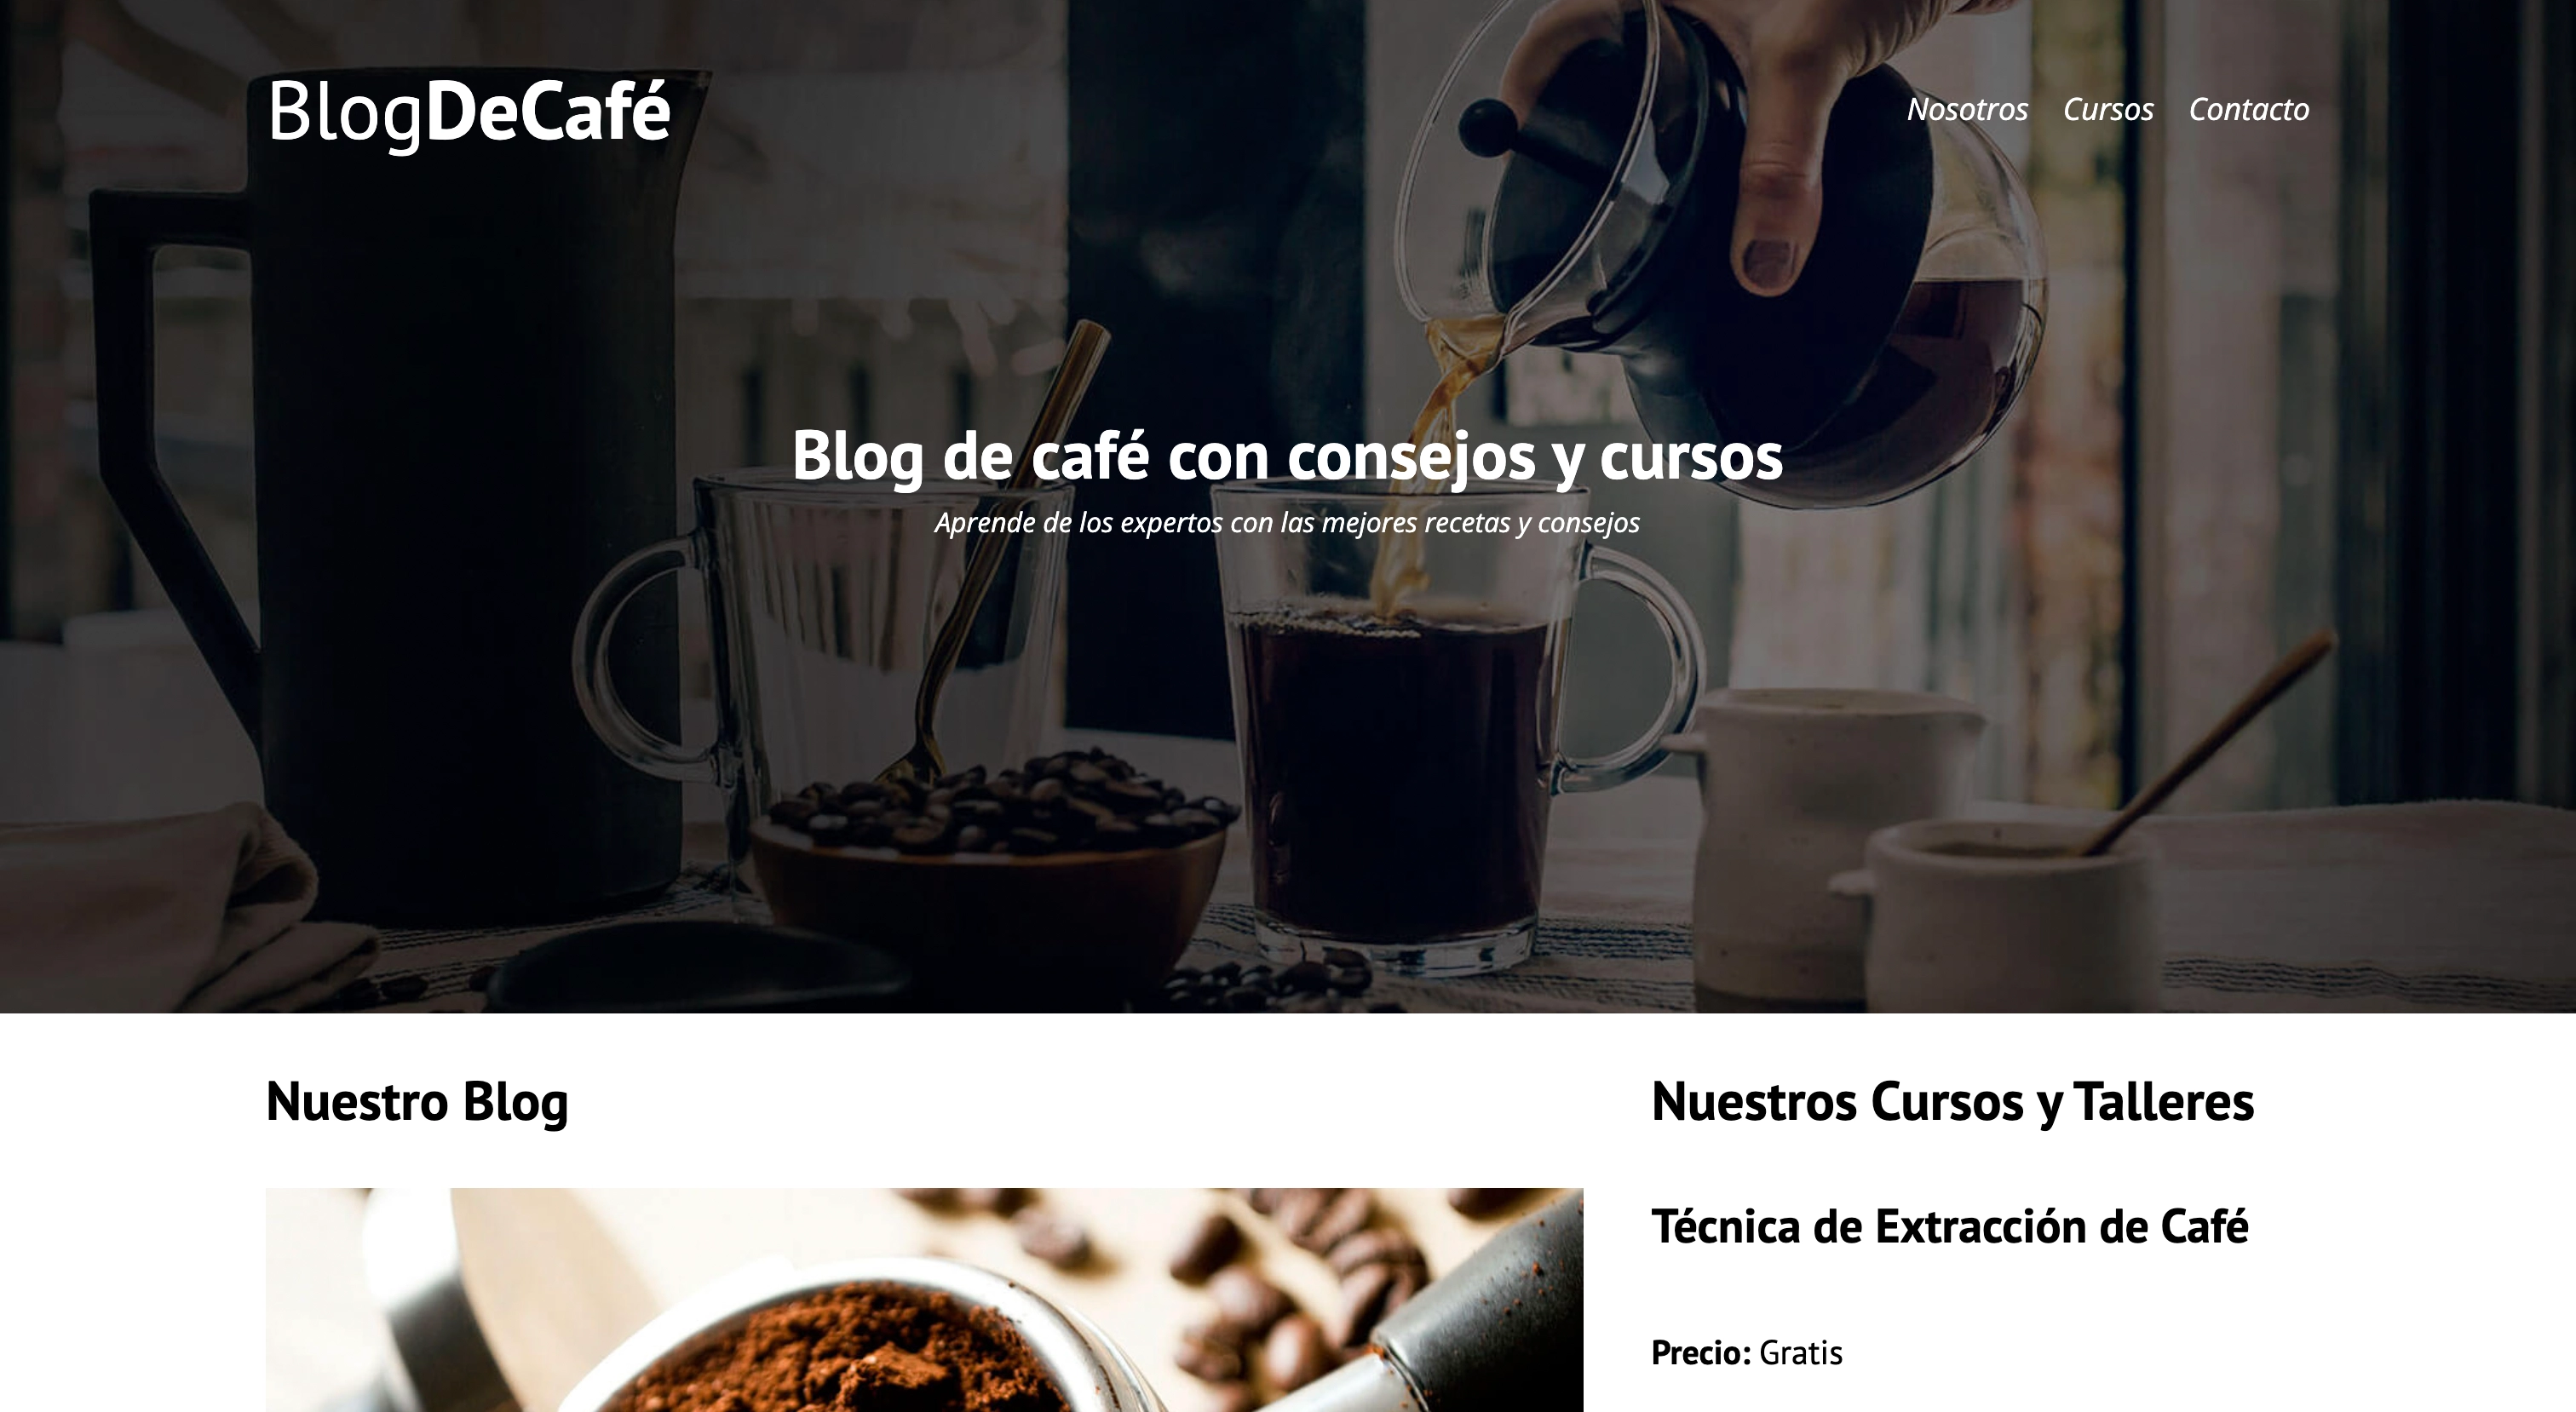 BlogDeCafé
Nosotros Cursos Contacto
Blog de café con consejos y cursos
Aprende de los expertos con las mejores recetas y consejos
Nuestro Blog
Nuestros Cursos y Talleres
Técnica de Extracción de Café
Precio: Gratis